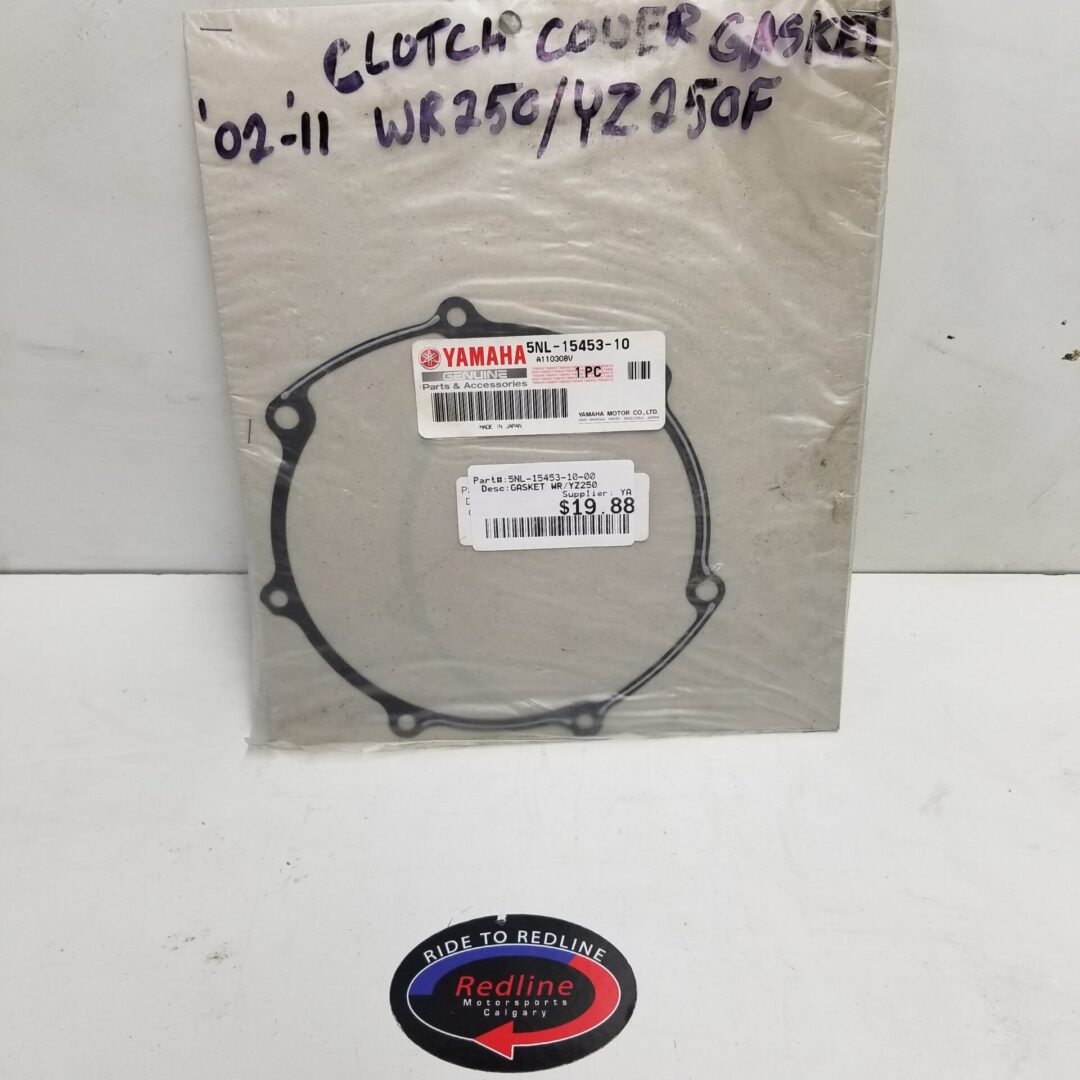 CLUTCH COVER GASKET
'02-'11 WR250/YZ250F
YAMAHA
GENUINE
Parts & Accessories
5NL-15453-10
A110308V
1 PC
MADE IN JAPAN
YAMAHA MOTOR CO.,LTD.
Part#:5NL-15453-10-00
Desc:GASKET WR/YZ250
Supplier: YA
$19.88
RIDE TO REDLINE
Redline
Motorsports
Calgary